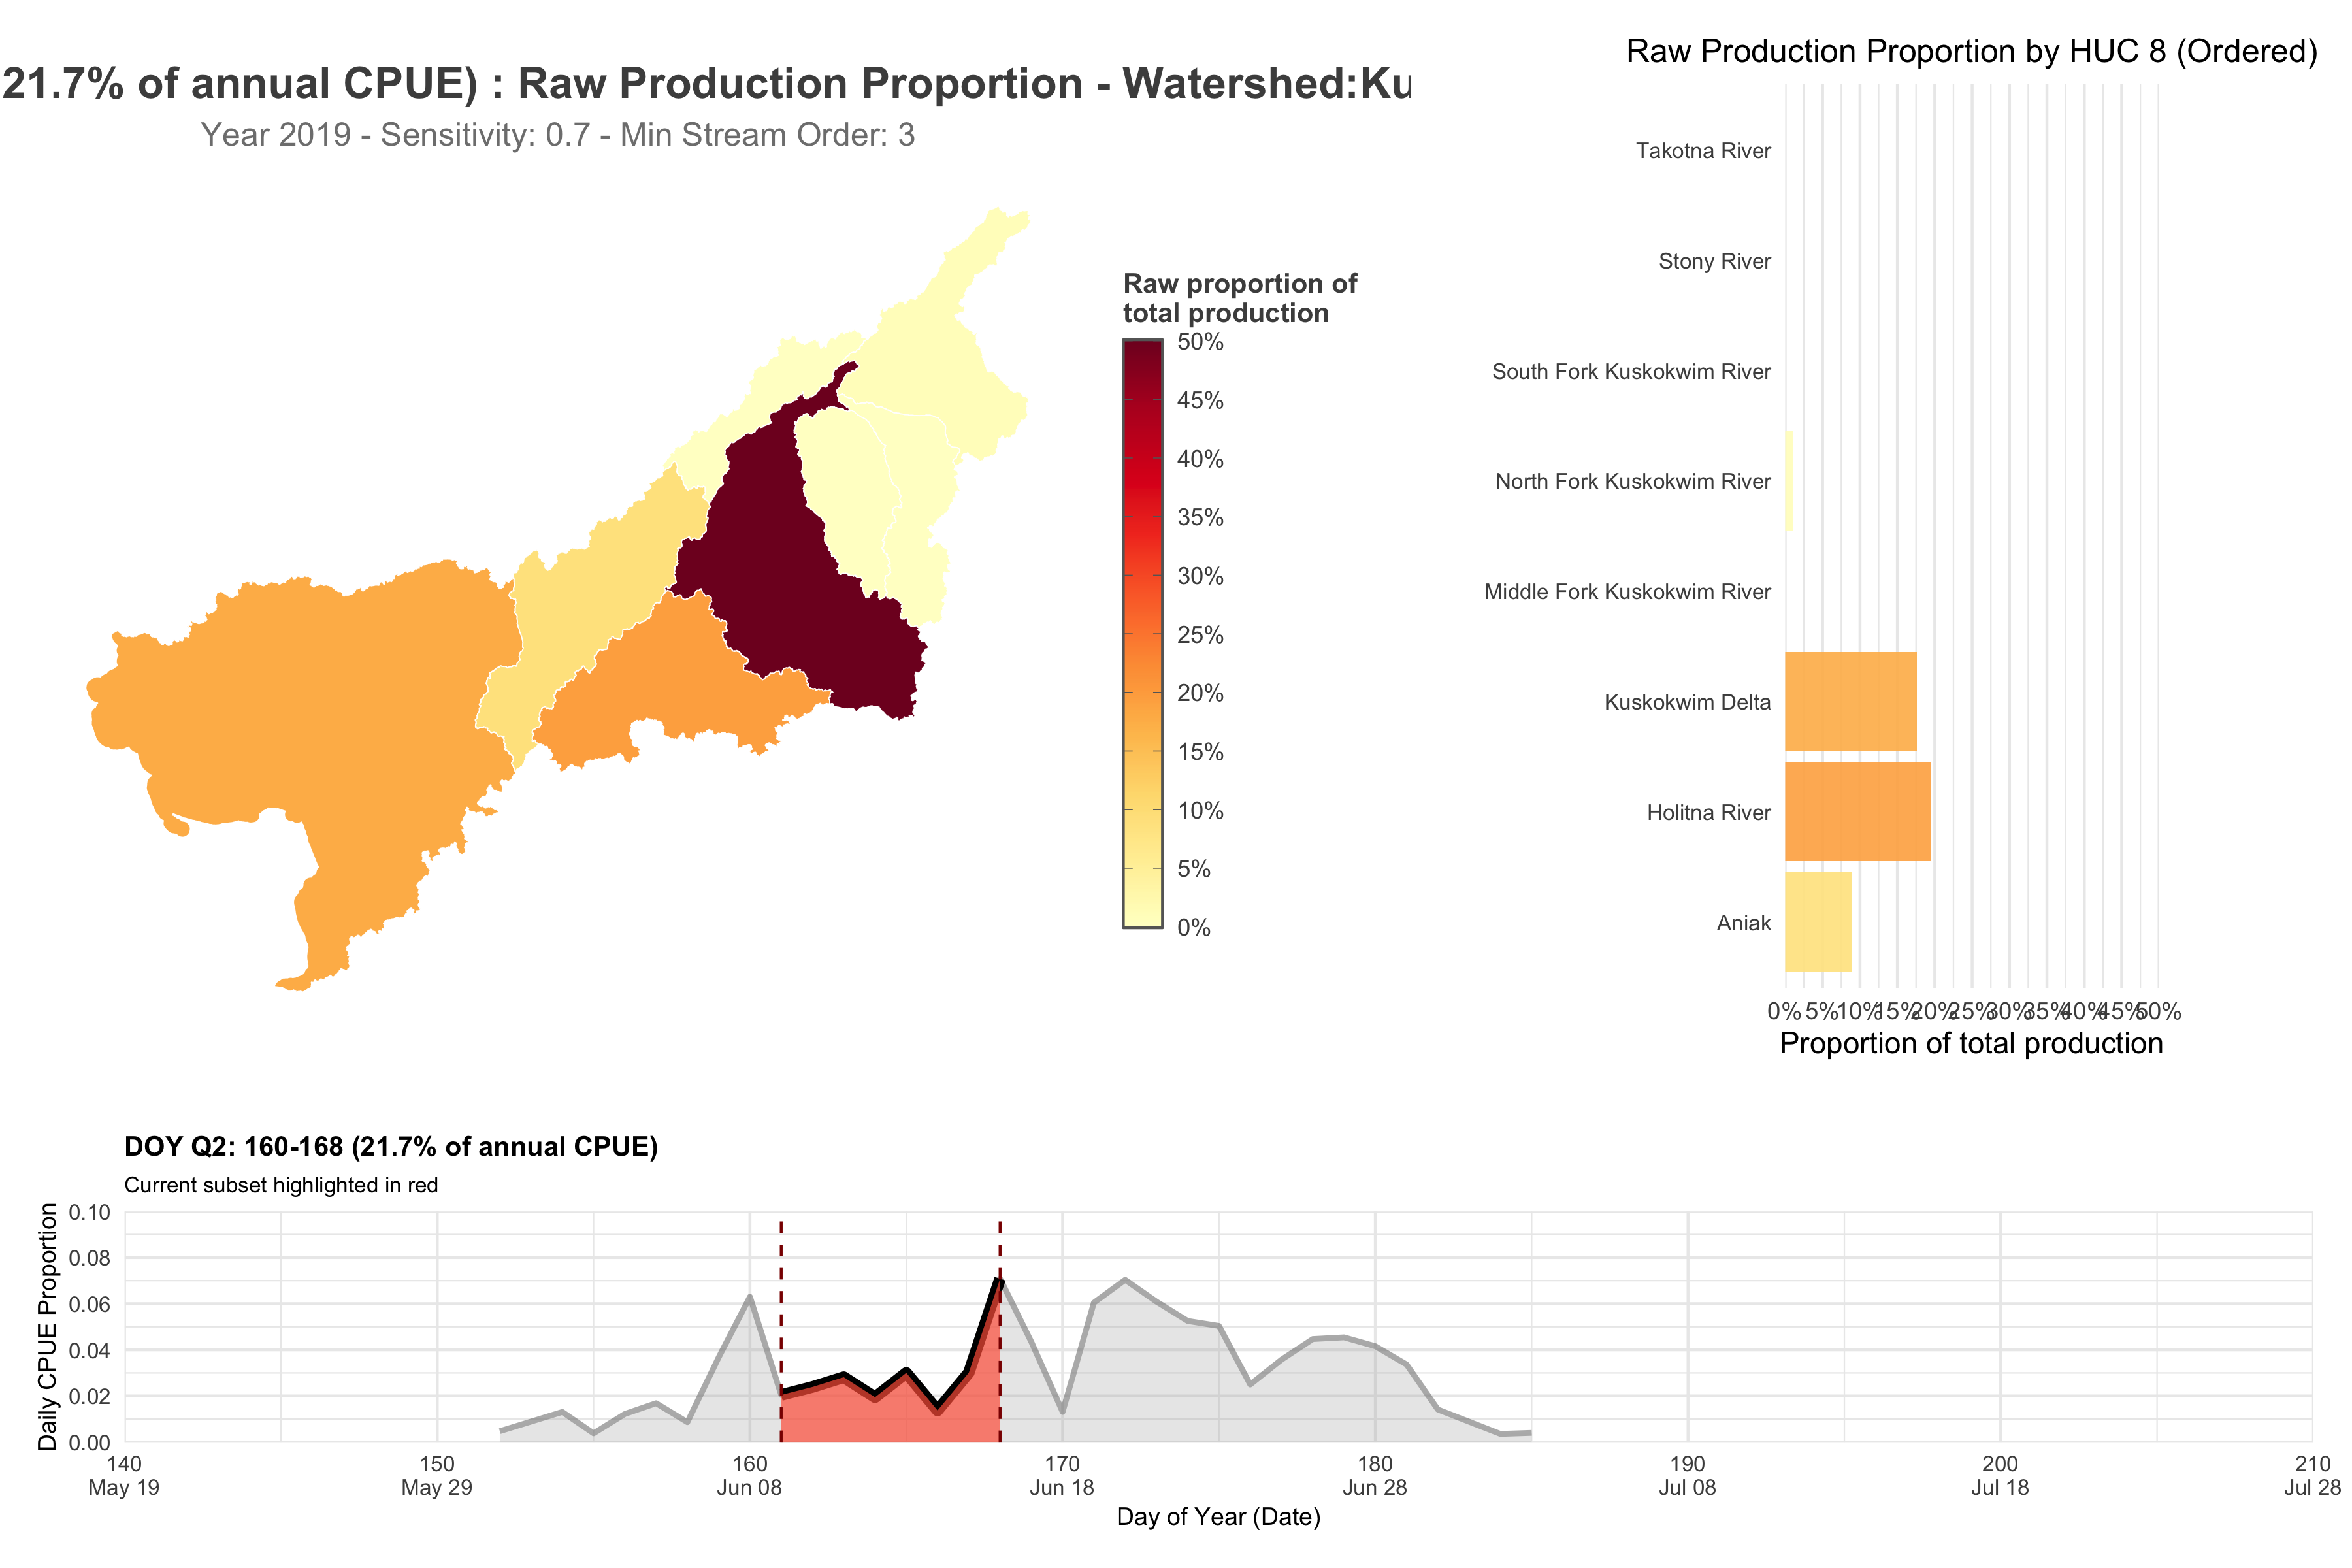 21.7% of annual CPUE) : Raw Production Proportion - Watershed:Ku
Year 2019 - Sensitivity: 0.7 - Min Stream Order: 3
Raw proportion of
total production
50%
45%
40%
35%
30%
25%
20%
15%
10%
5%
0%
Raw Production Proportion by HUC 8 (Ordered)
Takotna River
Stony River
South Fork Kuskokwim River
North Fork Kuskokwim River
Middle Fork Kuskokwim River
Kuskokwim Delta
Holitna River
Aniak
0% 5% 10% 15% 20% 25% 30% 35% 40% 45% 50%
Proportion of total production
DOY Q2: 160-168 (21.7% of annual CPUE)
Current subset highlighted in red
Daily CPUE Proportion
0.10
0.08
0.06
0.04
0.02
0.00
140 150 160 170 180 190 200 210
May 19 May 29 Jun 08 Jun 18 Jun 28 Jul 08 Jul 18 Jul 28
Day of Year (Date)